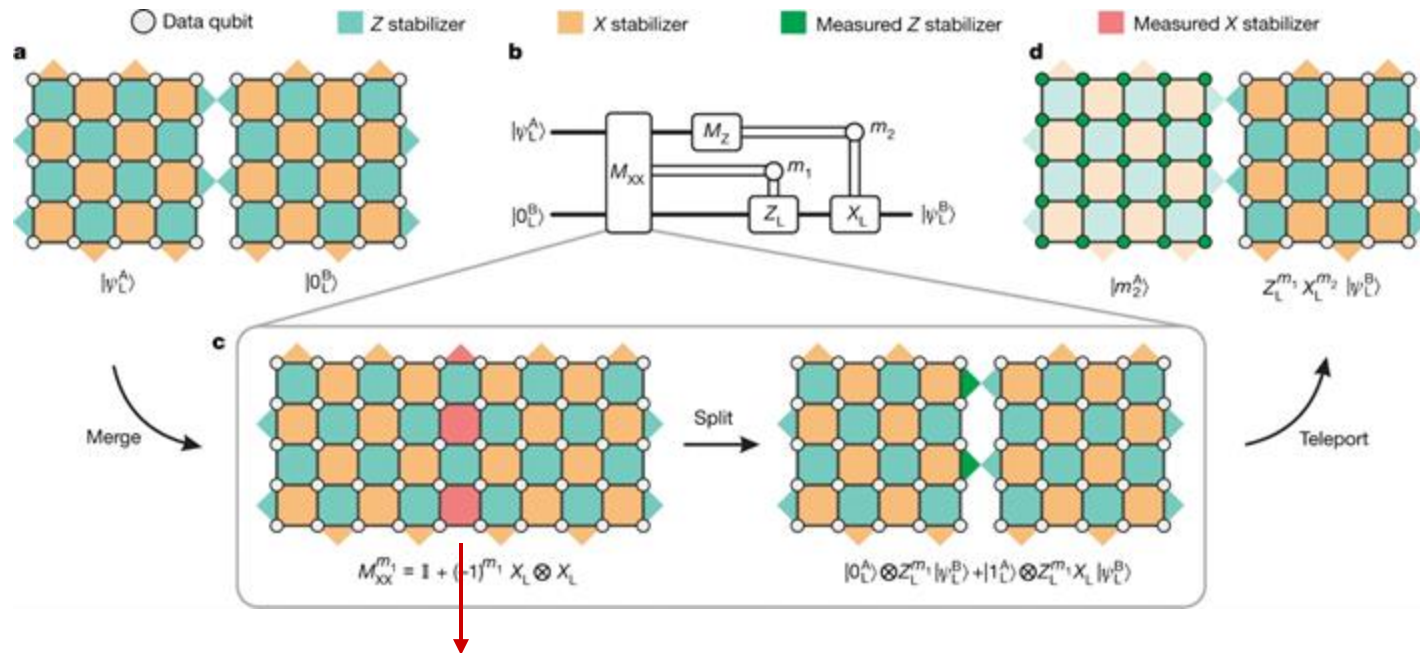 Data qubit
Z stabilizer
X stabilizer
Measured Z stabilizer
Measured X stabilizer
a
|ψ_L^A⟩
|0_L^B⟩
b
|ψ_L^A⟩
|0_L^B⟩
M_XX
M_Z
m_2
m_1
Z_L
X_L
|ψ_L^B⟩
d
|m_2^A⟩
Z_L^{m_1} X_L^{m_2} |ψ_L^B⟩
Merge
c
M_XX^{m_1} = 𝟙 + (-1)^{m_1} X_L ⊗ X_L
Split
|0_L^A⟩⊗Z_L^{m_1}|ψ_L^B⟩+|1_L^A⟩⊗Z_L^{m_1}X_L|ψ_L^B⟩
Teleport